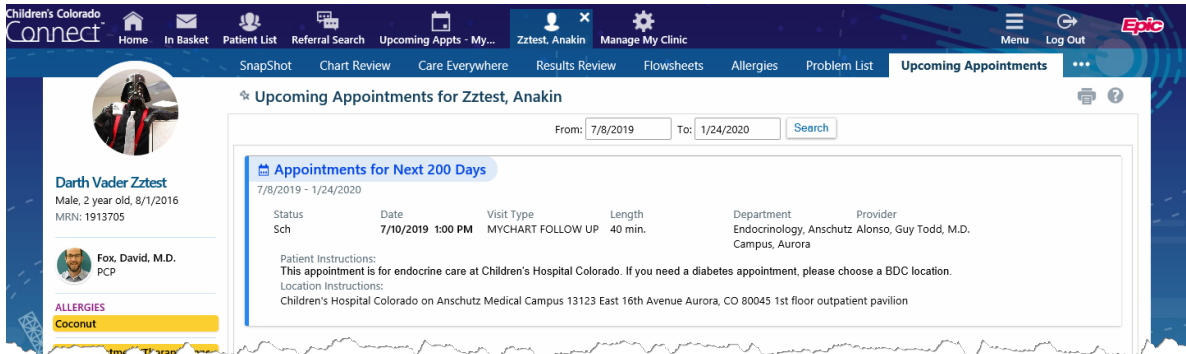 Children's Colorado
Connect
Home
In Basket
Patient List
Referral Search
Upcoming Appts - My...
Zztest, Anakin
Manage My Clinic
Menu
Log Out
Epic
SnapShot
Chart Review
Care Everywhere
Results Review
Flowsheets
Allergies
Problem List
Upcoming Appointments
Upcoming Appointments for Zztest, Anakin
From: 7/8/2019 To: 1/24/2020 Search
Appointments for Next 200 Days
7/8/2019 - 1/24/2020
Status Date Visit Type Length Department Provider
Sch 7/10/2019 1:00 PM MYCHART FOLLOW UP 40 min. Endocrinology, Anschutz Alonso, Guy Todd, M.D.
Campus, Aurora
Patient Instructions:
This appointment is for endocrine care at Children's Hospital Colorado. If you need a diabetes appointment, please choose a BDC location.
Location Instructions:
Children's Hospital Colorado on Anschutz Medical Campus 13123 East 16th Avenue Aurora, CO 80045 1st floor outpatient pavilion
Darth Vader Zztest
Male, 2 year old, 8/1/2016
MRN: 1913705
Fox, David, M.D.
PCP
ALLERGIES
Coconut